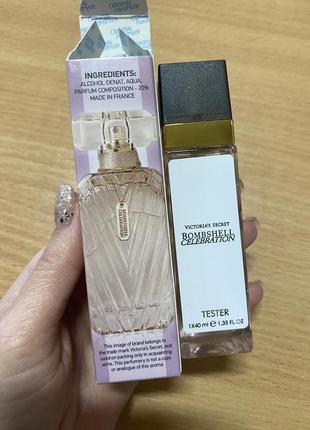 ORIGINAL
INGREDIENTS:
ALCOHOL DENAT, AQUA,
PARFUM COMPOSITION - 20%
MADE IN FRANCE
This image of brand belongs to
the trade mark Victoria's Secret, and
used on packing only in acquainting
aims. This perfumery is not a copy
or analogue of this aroma
VICTORIA'S SECRET
BOMBSHELL
CELEBRATION
TESTER
1X40 ml ℮ 1,35 FL.OZ